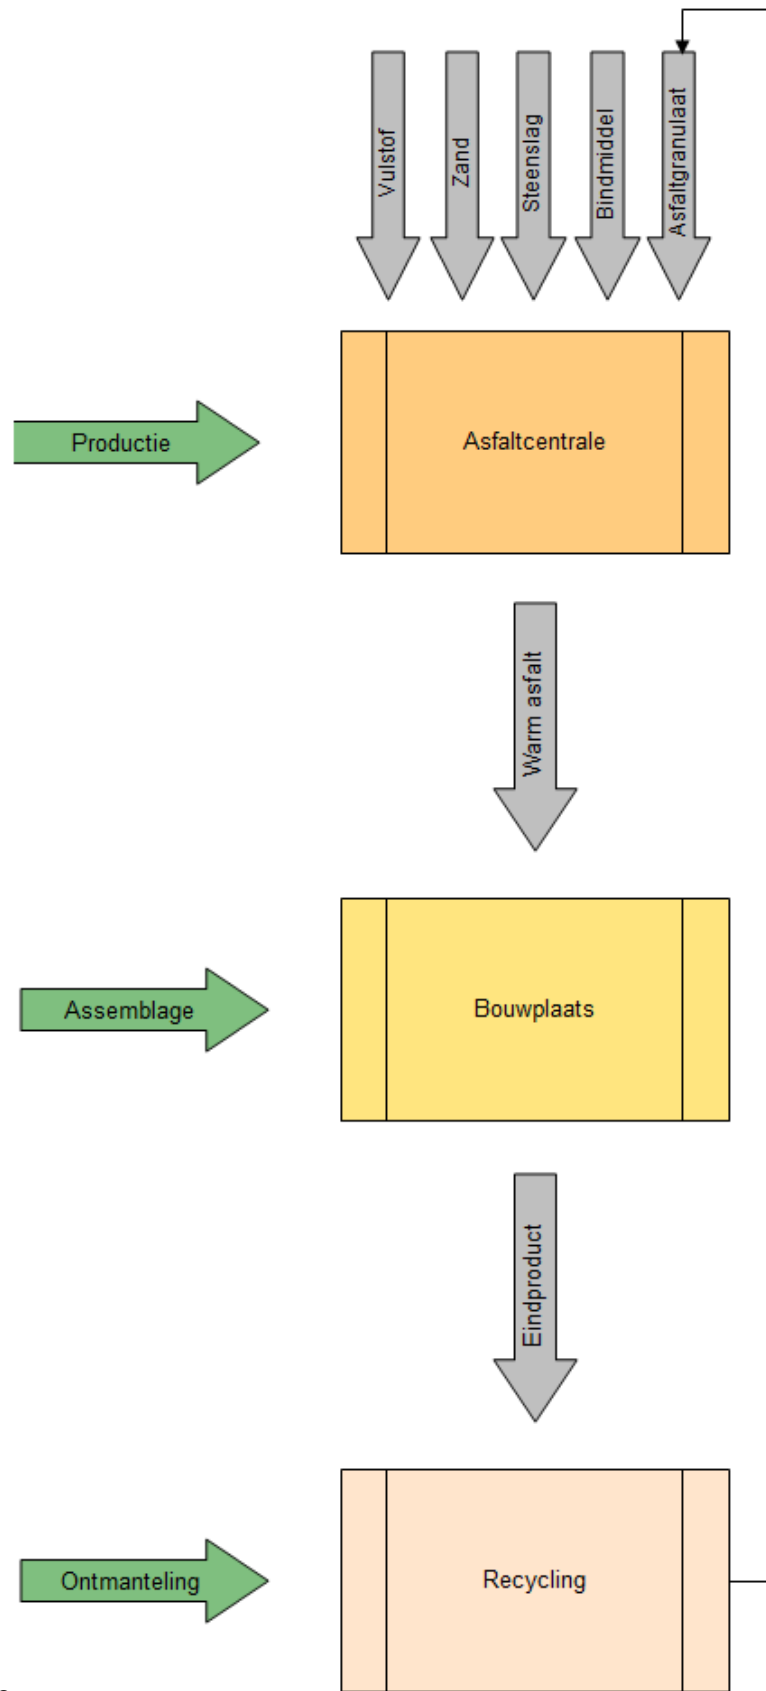 Vulstof
Zand
Steenslag
Bindmiddel
Asfaltgranulaat
Productie
Asfaltcentrale
Warm asfalt
Assemblage
Bouwplaats
Eindproduct
Ontmanteling
Recycling